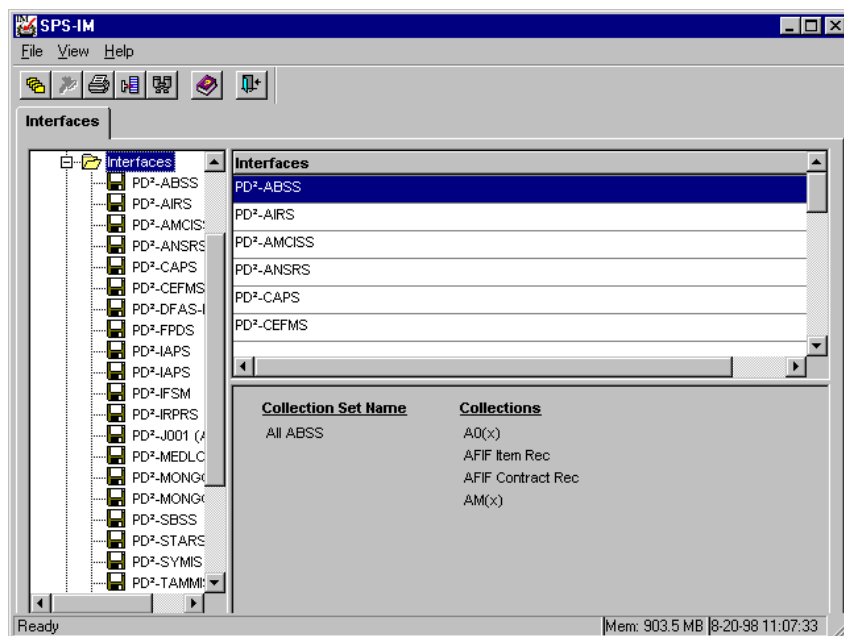 SPS-IM
File View Help
Interfaces
Interfaces
PD²-ABSS
PD²-AIRS
PD²-AMCIS
PD²-ANSRS
PD²-CAPS
PD²-CEFMS
PD²-DFAS-
PD²-FPDS
PD²-IAPS
PD²-IAPS
PD²-IFSM
PD²-IRPRS
PD²-J001 (
PD²-MEDLC
PD²-MONG
PD²-MONG
PD²-SBSS
PD²-STARS
PD²-SYMIS
PD²-TAMMI
Interfaces
PD²-ABSS
PD²-AIRS
PD²-AMCISS
PD²-ANSRS
PD²-CAPS
PD²-CEFMS
Collection Set Name Collections
All ABSS A0(x)
AFIF Item Rec
AFIF Contract Rec
AM(x)
Ready Mem: 903.5 MB 8-20-98 11:07:33